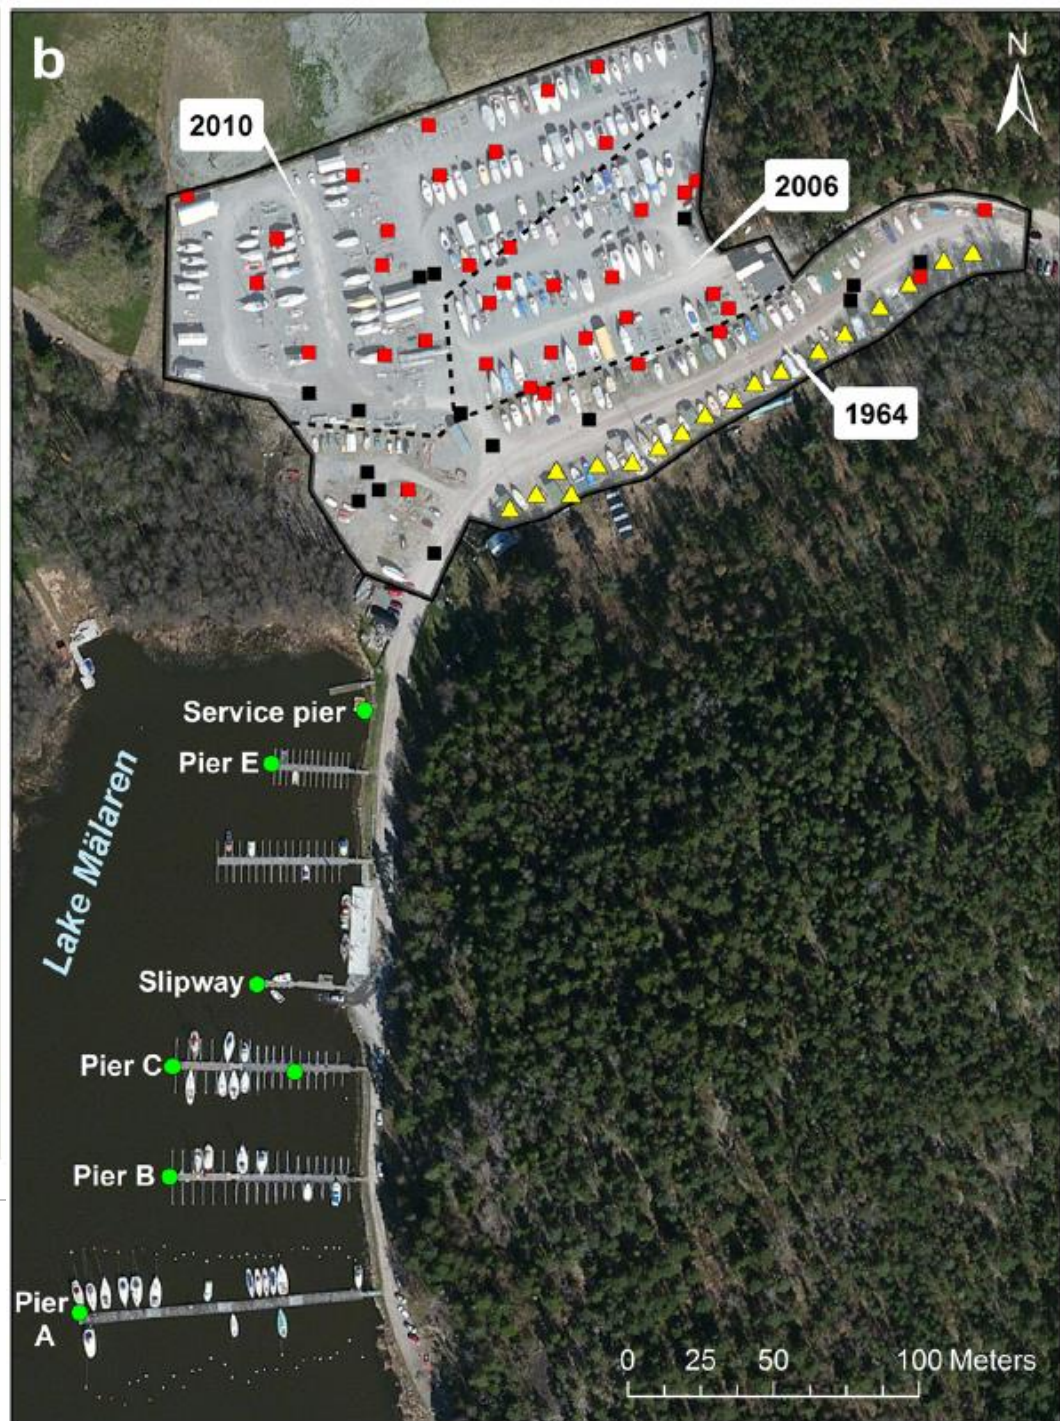 b
N
2010
2006
1964
Service pier
Pier E
Lake Mälaren
Slipway
Pier C
Pier B
Pier
A
0 25 50 100 Meters